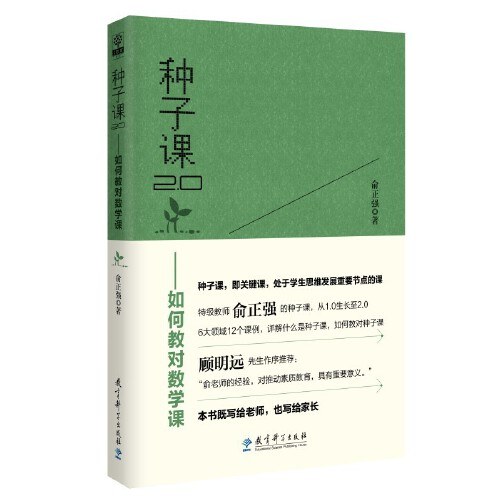 种子课
2.0
——如何教对数学课
俞正强 著
种子课
2.0
俞正强 著
——如何教对数学课
种子课，即关键课，处于学生思维发展重要节点的课
特级教师 俞正强 的种子课，从1.0生长至2.0
6大领域12个课例，详解什么是种子课，如何教对种子课
顾明远 先生作序推荐：
“俞老师的经验，对推动素质教育，具有重要意义。”
本书既写给老师，也写给家长
教育科学出版社
教育科学出版社
Educational Science Publishing House